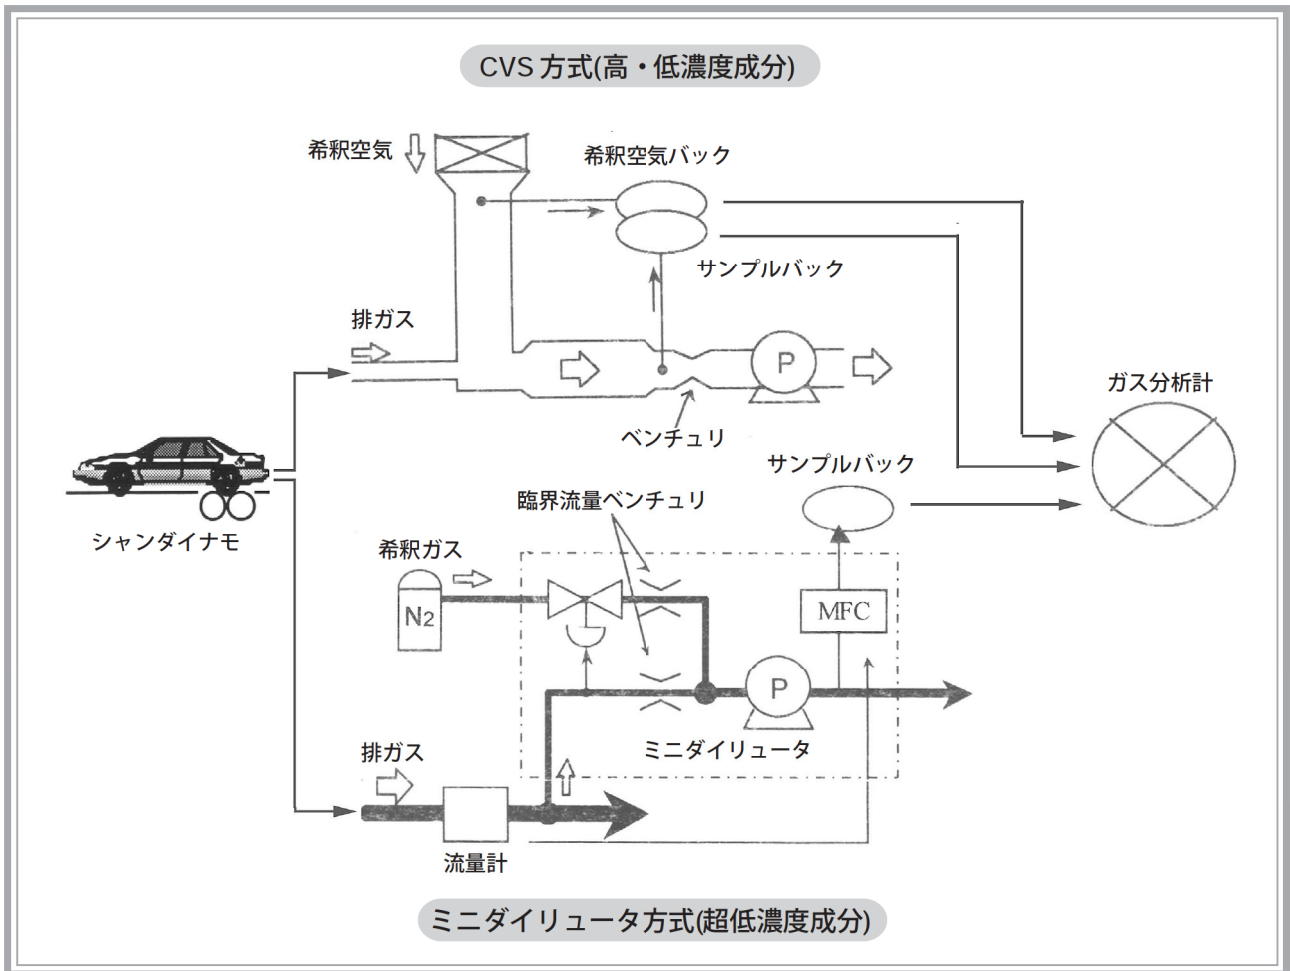 CVS 方式(高・低濃度成分)
希釈空気
希釈空気バック
サンプルバック
排ガス
P
ベンチュリ
ガス分析計
サンプルバック
シャンダイナモ
臨界流量ベンチュリ
希釈ガス
N2
MFC
P
ミニダイリュータ
排ガス
流量計
ミニダイリュータ方式(超低濃度成分)